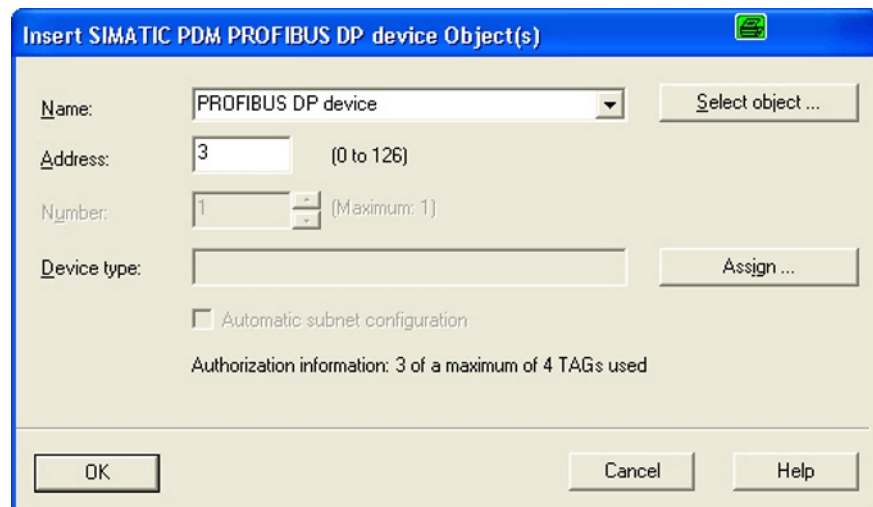 Insert SIMATIC PDM PROFIBUS DP device Object(s)
Name: PROFIBUS DP device Select object ...
Address: 3 (0 to 126)
Number: 1 (Maximum: 1)
Device type: Assign ...
Automatic subnet configuration
Authorization information: 3 of a maximum of 4 TAGs used
OK Cancel Help